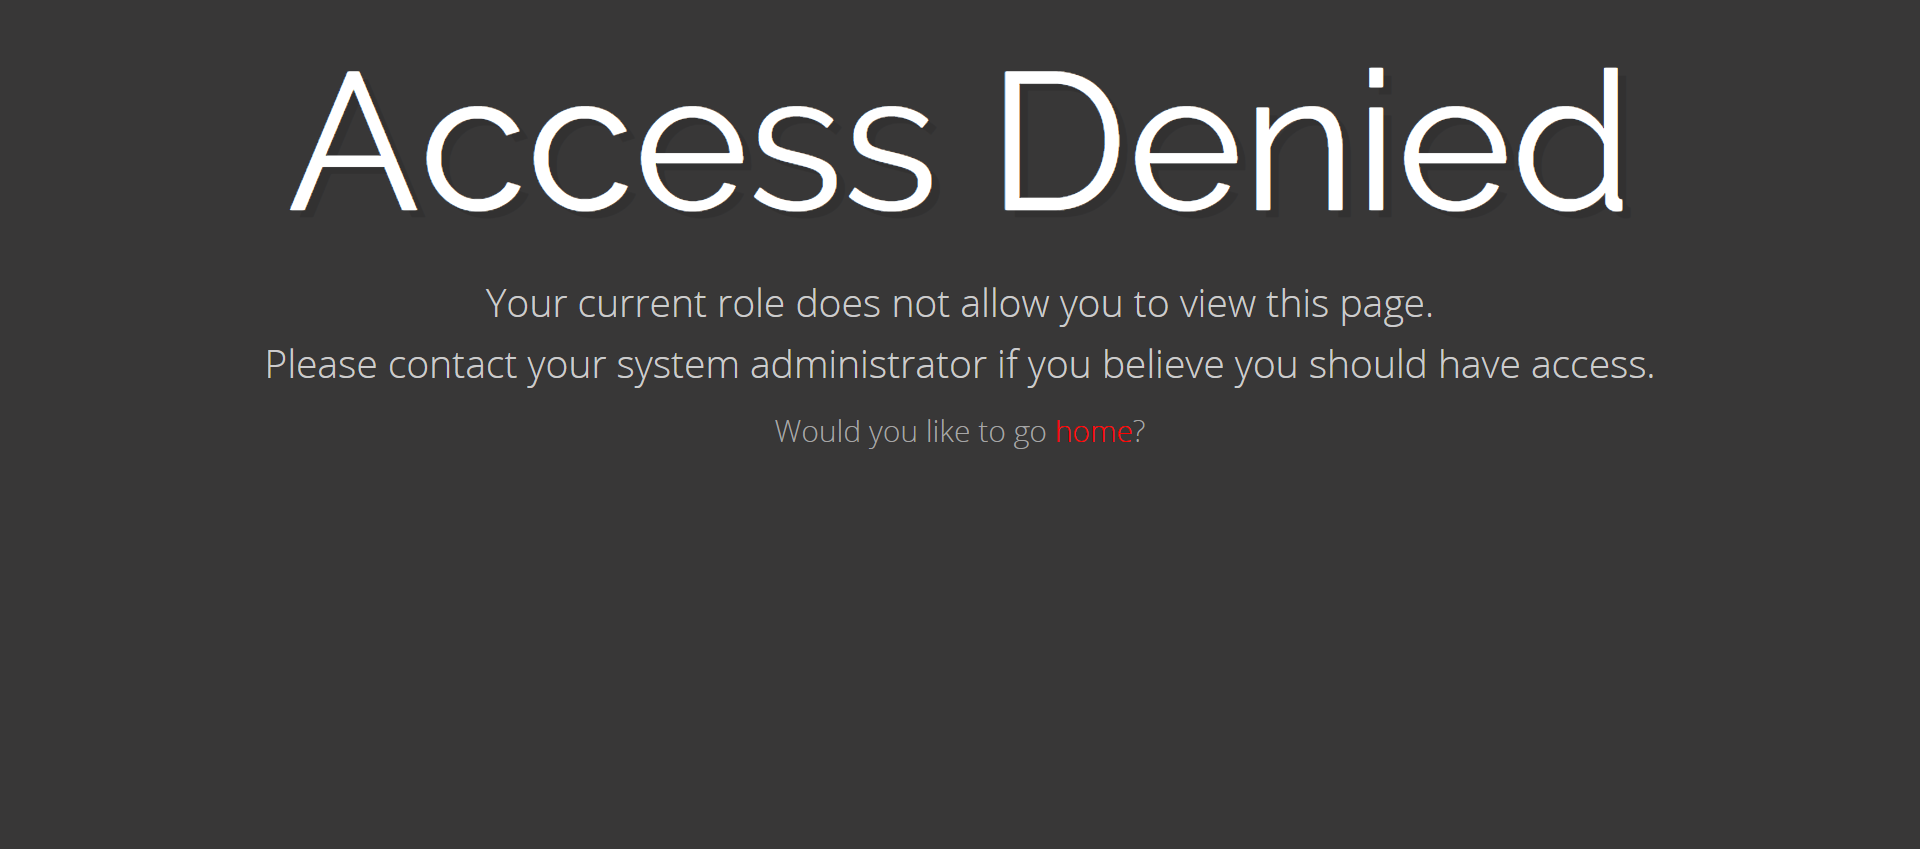 Access Denied
Your current role does not allow you to view this page.
Please contact your system administrator if you believe you should have access.
Would you like to go home?